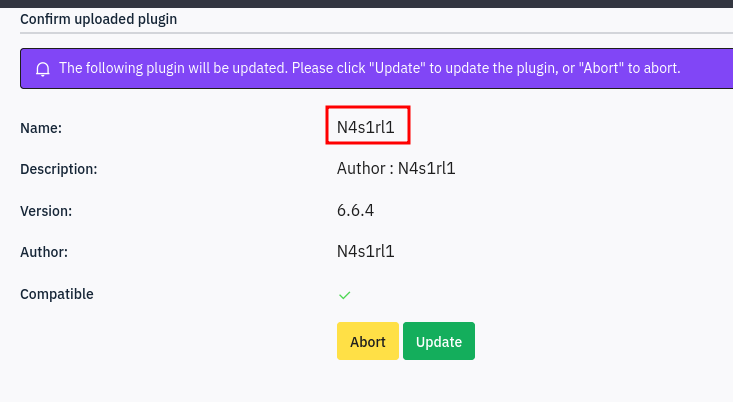 Confirm uploaded plugin
The following plugin will be updated. Please click "Update" to update the plugin, or "Abort" to abort.
Name: N4s1rl1
Description: Author : N4s1rl1
Version: 6.6.4
Author: N4s1rl1
Compatible
Abort Update